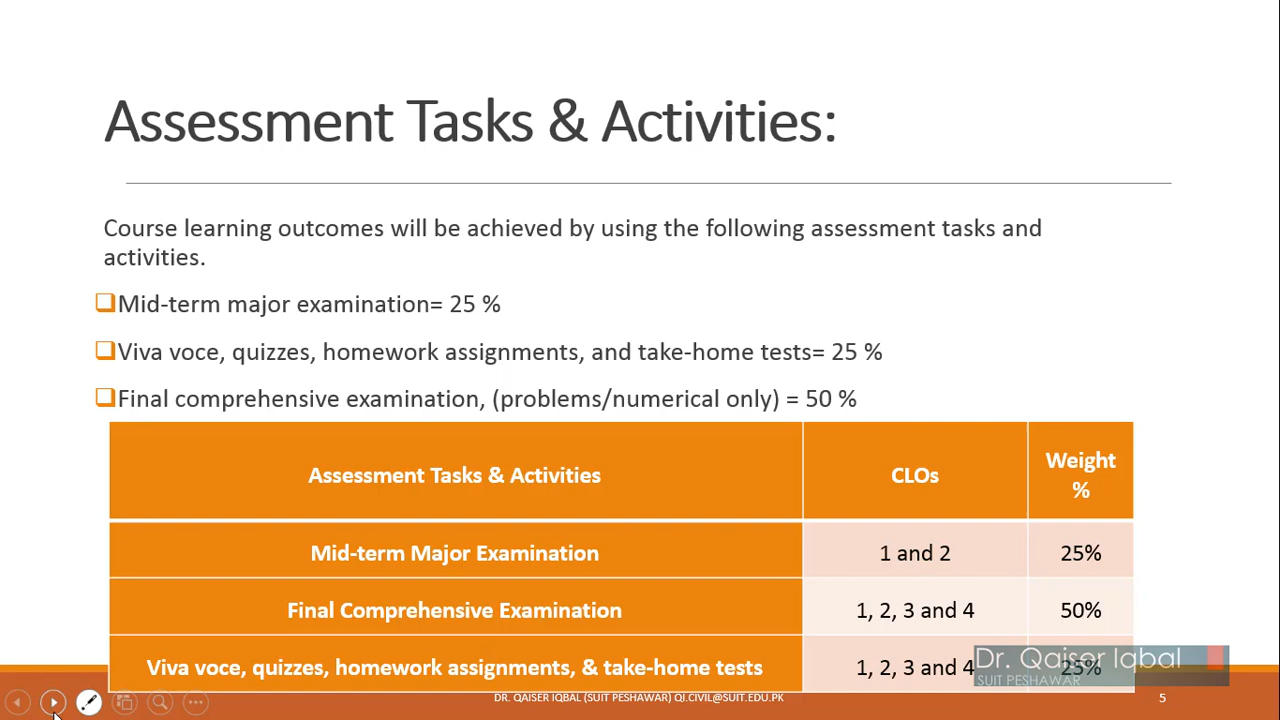 Assessment Tasks & Activities:
Course learning outcomes will be achieved by using the following assessment tasks and
activities.
Mid-term major examination= 25 %
Viva voce, quizzes, homework assignments, and take-home tests= 25 %
Final comprehensive examination, (problems/numerical only) = 50 %
Assessment Tasks & Activities CLOs Weight
%
Mid-term Major Examination 1 and 2 25%
Final Comprehensive Examination 1, 2, 3 and 4 50%
Viva voce, quizzes, homework assignments, & take-home tests 1, 2, 3 and 4 25%
Dr. Qaiser Iqbal
SUIT PESHAWAR
DR. QAISER IQBAL (SUIT PESHAWAR) QI.CIVIL@SUIT.EDU.PK 5